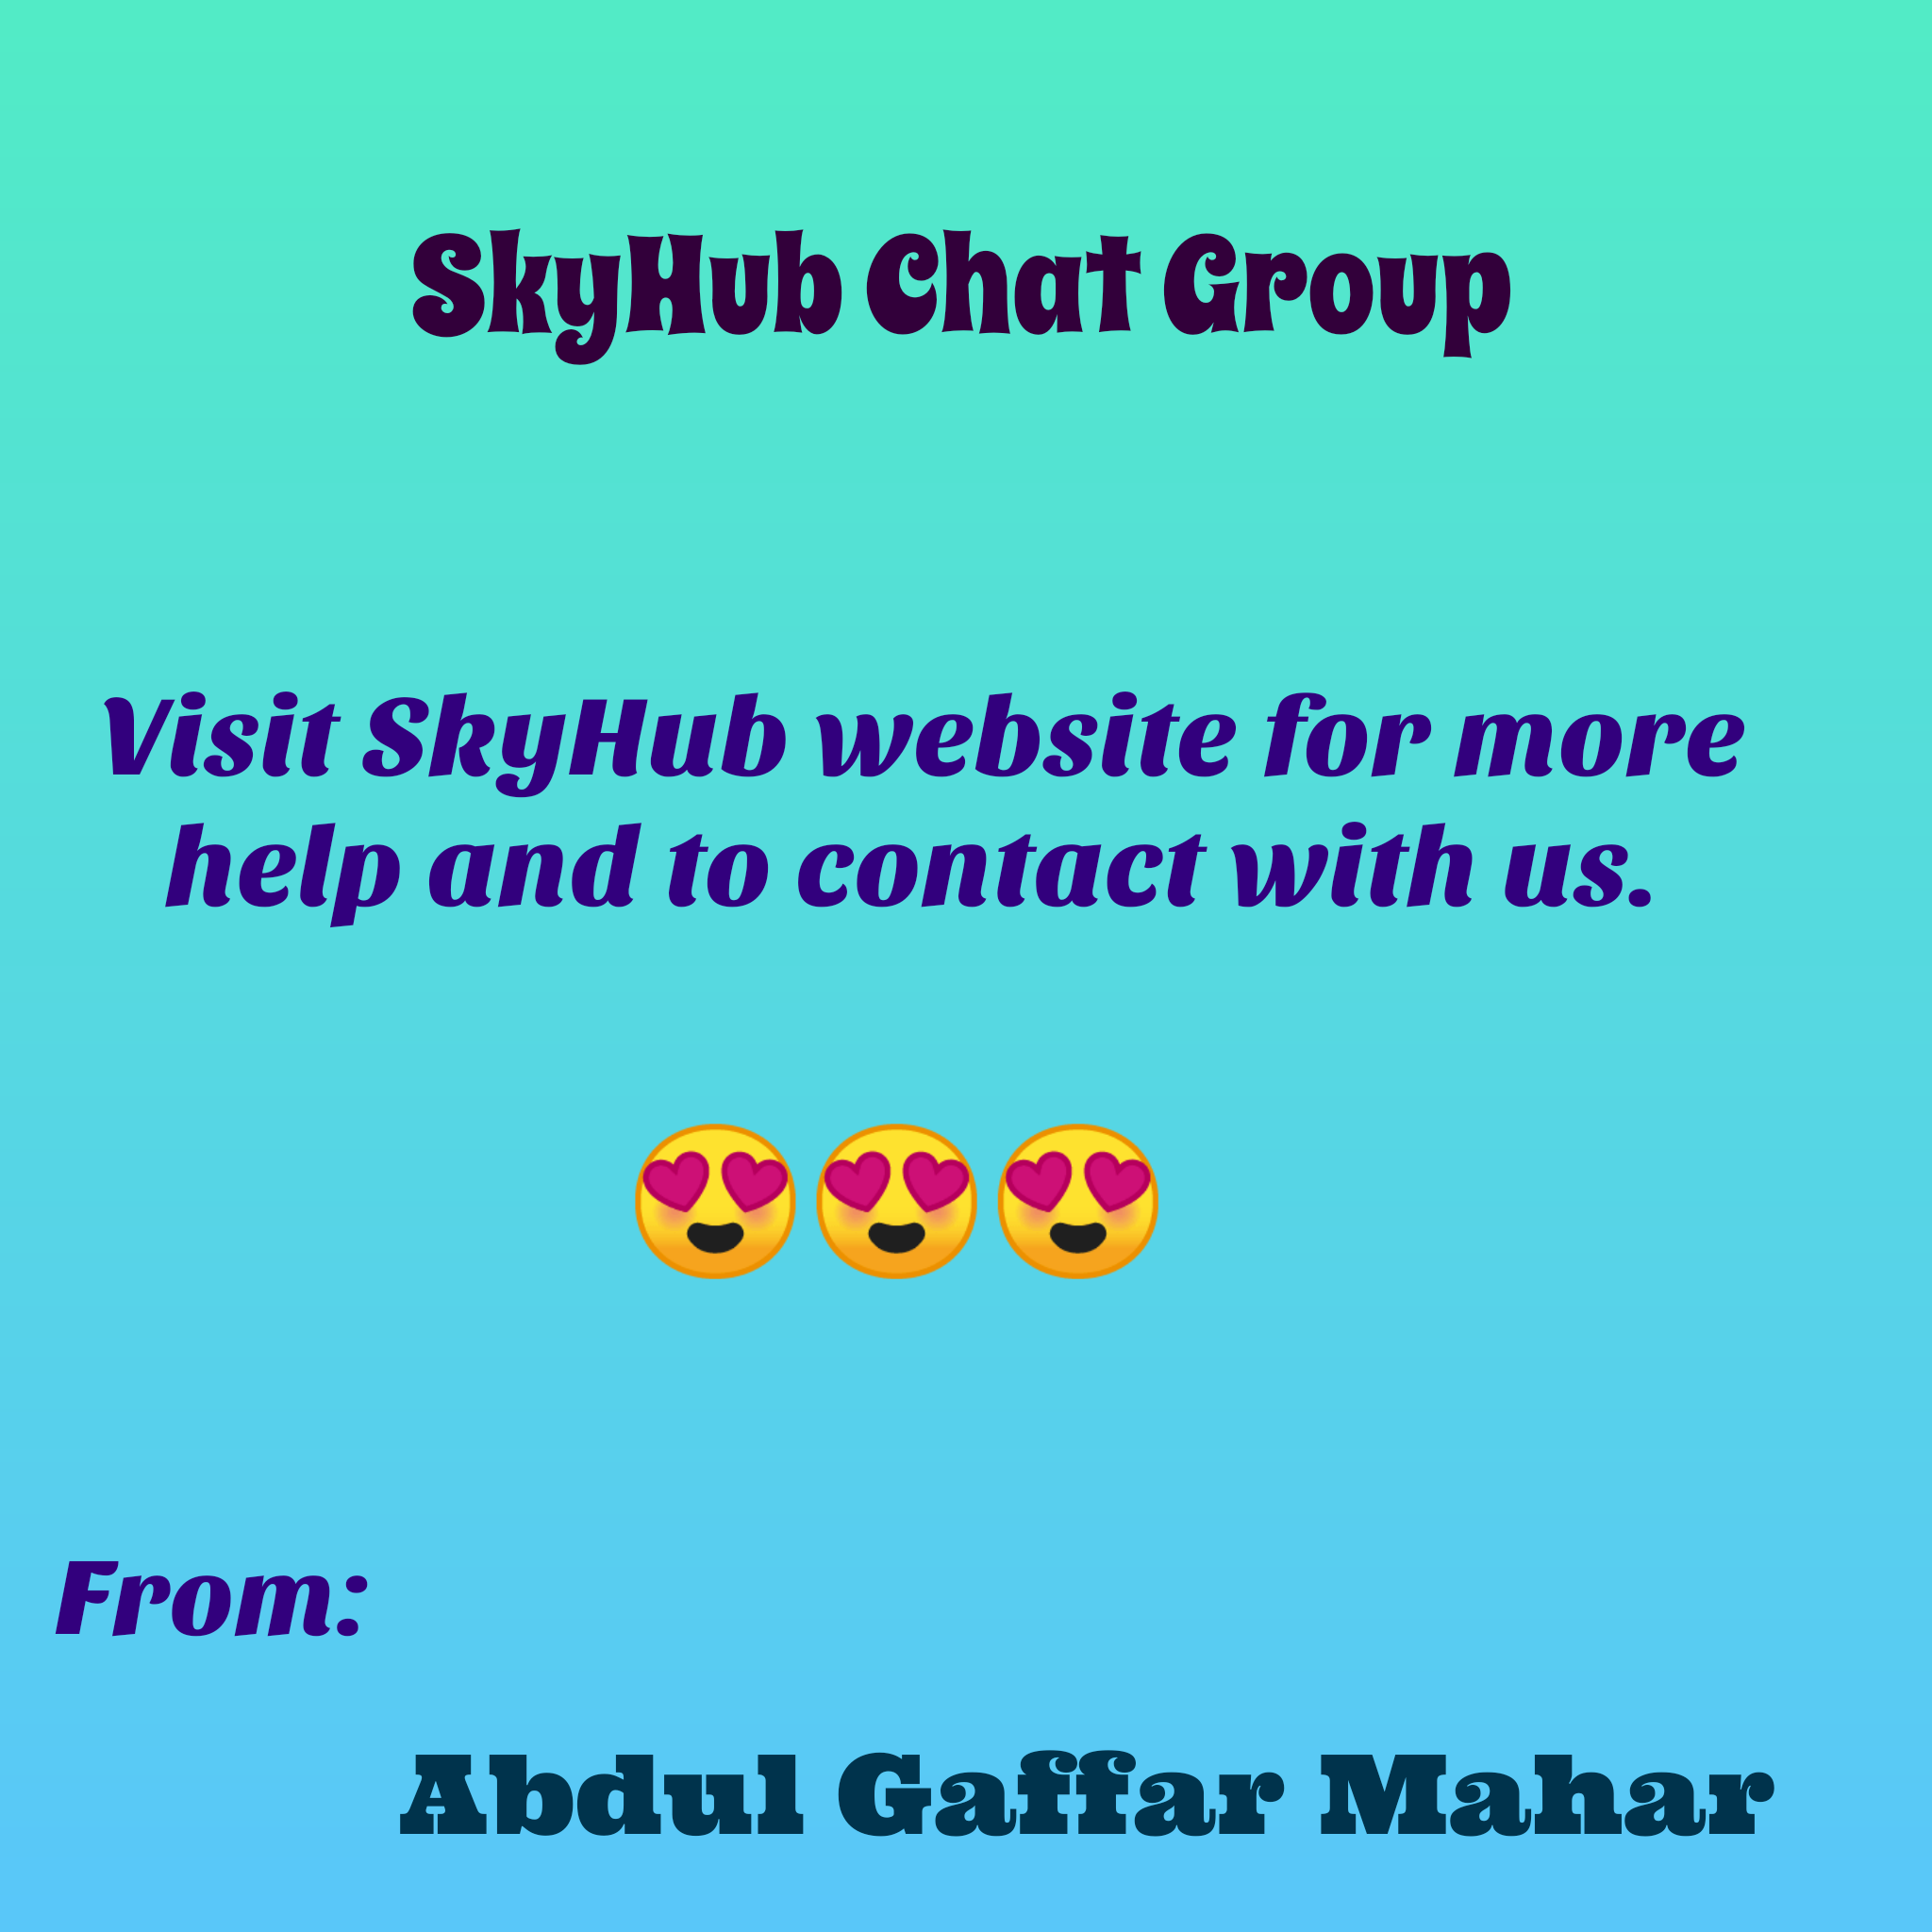 SkyHub Chat Group
Visit SkyHub website for more
help and to contact with us.
😍😍😍
From:
Abdul Gaffar Mahar